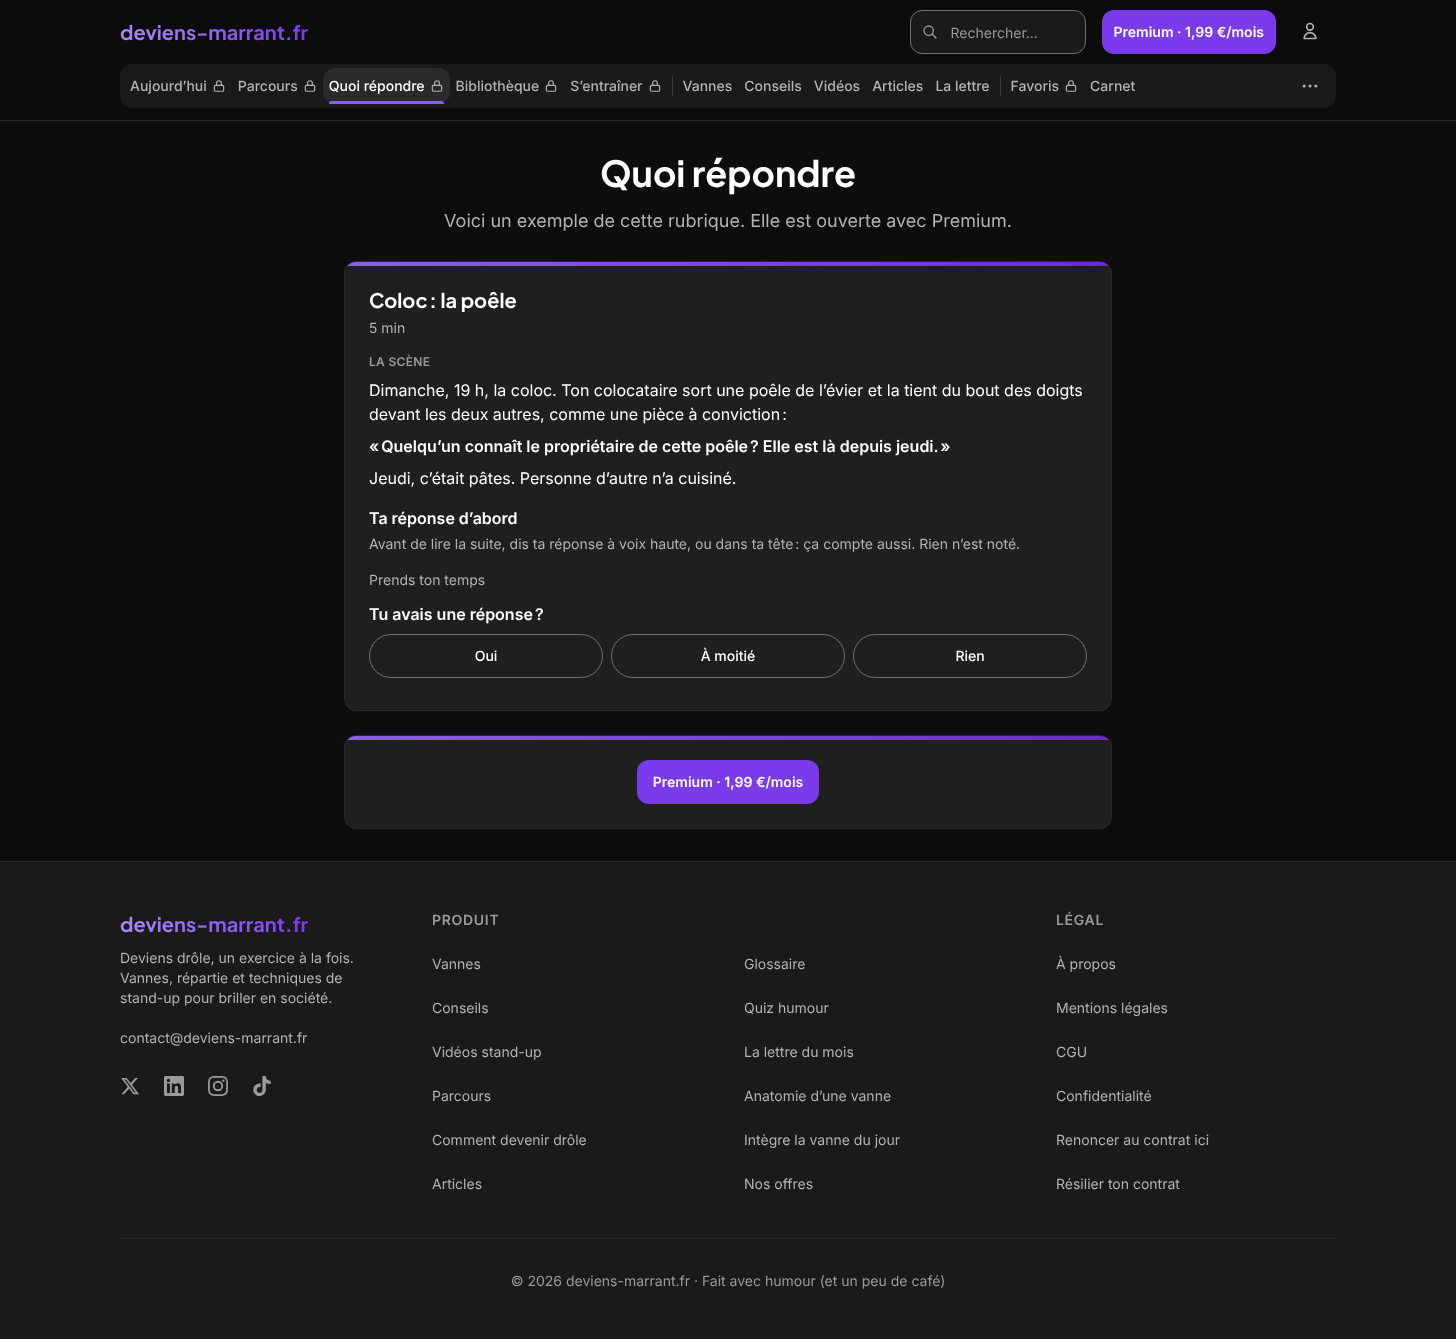 deviens-marrant.fr
Rechercher...
Premium · 1,99 €/mois
Aujourd’hui
Parcours
Quoi répondre
Bibliothèque
S’entraîner
Vannes
Conseils
Vidéos
Articles
La lettre
Favoris
Carnet
Quoi répondre
Voici un exemple de cette rubrique. Elle est ouverte avec Premium.
Coloc : la poêle
5 min
LA SCÈNE
Dimanche, 19 h, la coloc. Ton colocataire sort une poêle de l’évier et la tient du bout des doigts
devant les deux autres, comme une pièce à conviction :
« Quelqu’un connaît le propriétaire de cette poêle ? Elle est là depuis jeudi. »
Jeudi, c’était pâtes. Personne d’autre n’a cuisiné.
Ta réponse d’abord
Avant de lire la suite, dis ta réponse à voix haute, ou dans ta tête : ça compte aussi. Rien n’est noté.
Prends ton temps
Tu avais une réponse ?
Oui
À moitié
Rien
Premium · 1,99 €/mois
deviens-marrant.fr
Deviens drôle, un exercice à la fois.
Vannes, répartie et techniques de
stand-up pour briller en société.
contact@deviens-marrant.fr
PRODUIT
Vannes
Conseils
Vidéos stand-up
Parcours
Comment devenir drôle
Articles
Glossaire
Quiz humour
La lettre du mois
Anatomie d’une vanne
Intègre la vanne du jour
Nos offres
LÉGAL
À propos
Mentions légales
CGU
Confidentialité
Renoncer au contrat ici
Résilier ton contrat
© 2026 deviens-marrant.fr · Fait avec humour (et un peu de café)